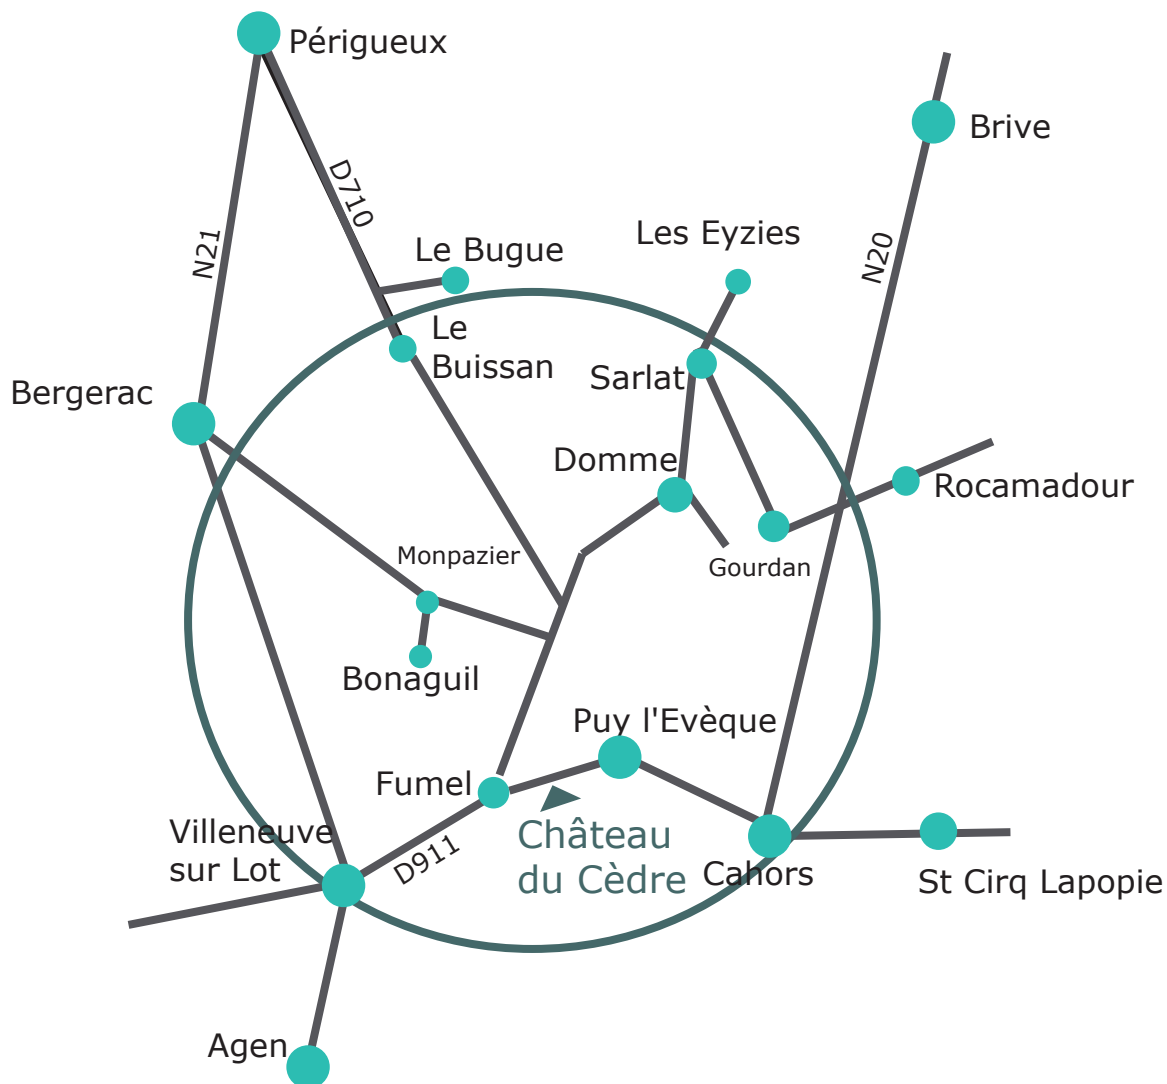 Périgueux
Brive
D710
Les Eyzies
N21
N20
Le Bugue
Le
Buissan
Sarlat
Bergerac
Domme
Rocamadour
Monpazier
Gourdan
Bonaguil
Puy l'Evèque
Fumel
Villeneuve
sur Lot
D911
Château
du Cèdre
Cahors
St Cirq Lapopie
Agen